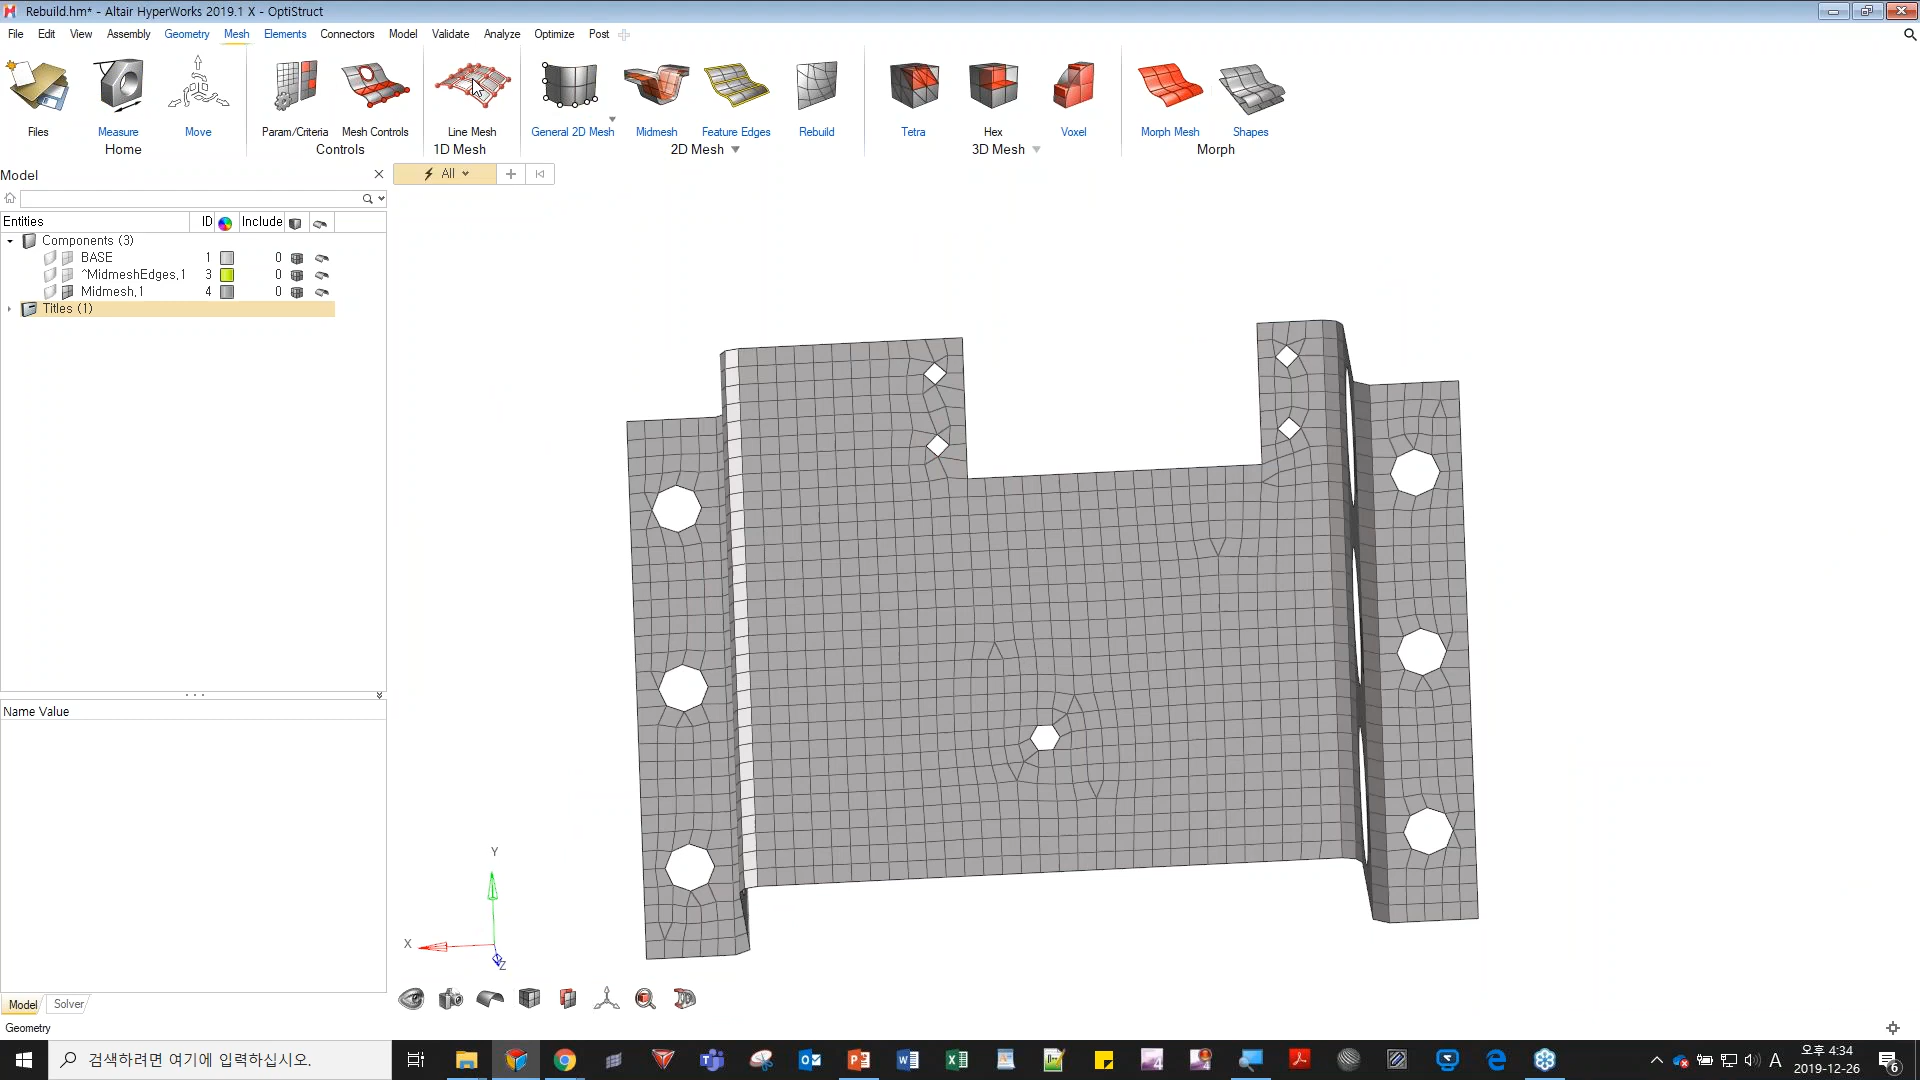 Rebuild.hm* - Altair HyperWorks 2019.1 X - OptiStruct
File Edit View Assembly Geometry Mesh Elements Connectors Model Validate Analyze Optimize Post
Files Measure Move Param/Criteria Mesh Controls Line Mesh General 2D Mesh Midmesh Feature Edges Rebuild Tetra Hex Voxel Morph Mesh Shapes
Home Controls 1D Mesh 2D Mesh 3D Mesh Morph
Model
All
Entities ID Include
Components (3)
BASE 1 0
^MidmeshEdges,1 3 0
Midmesh,1 4 0
Titles (1)
Name Value
Y
X
Z
Model Solver
Geometry
검색하려면 여기에 입력하십시오.
A
오후 4:34
2019-12-26
6